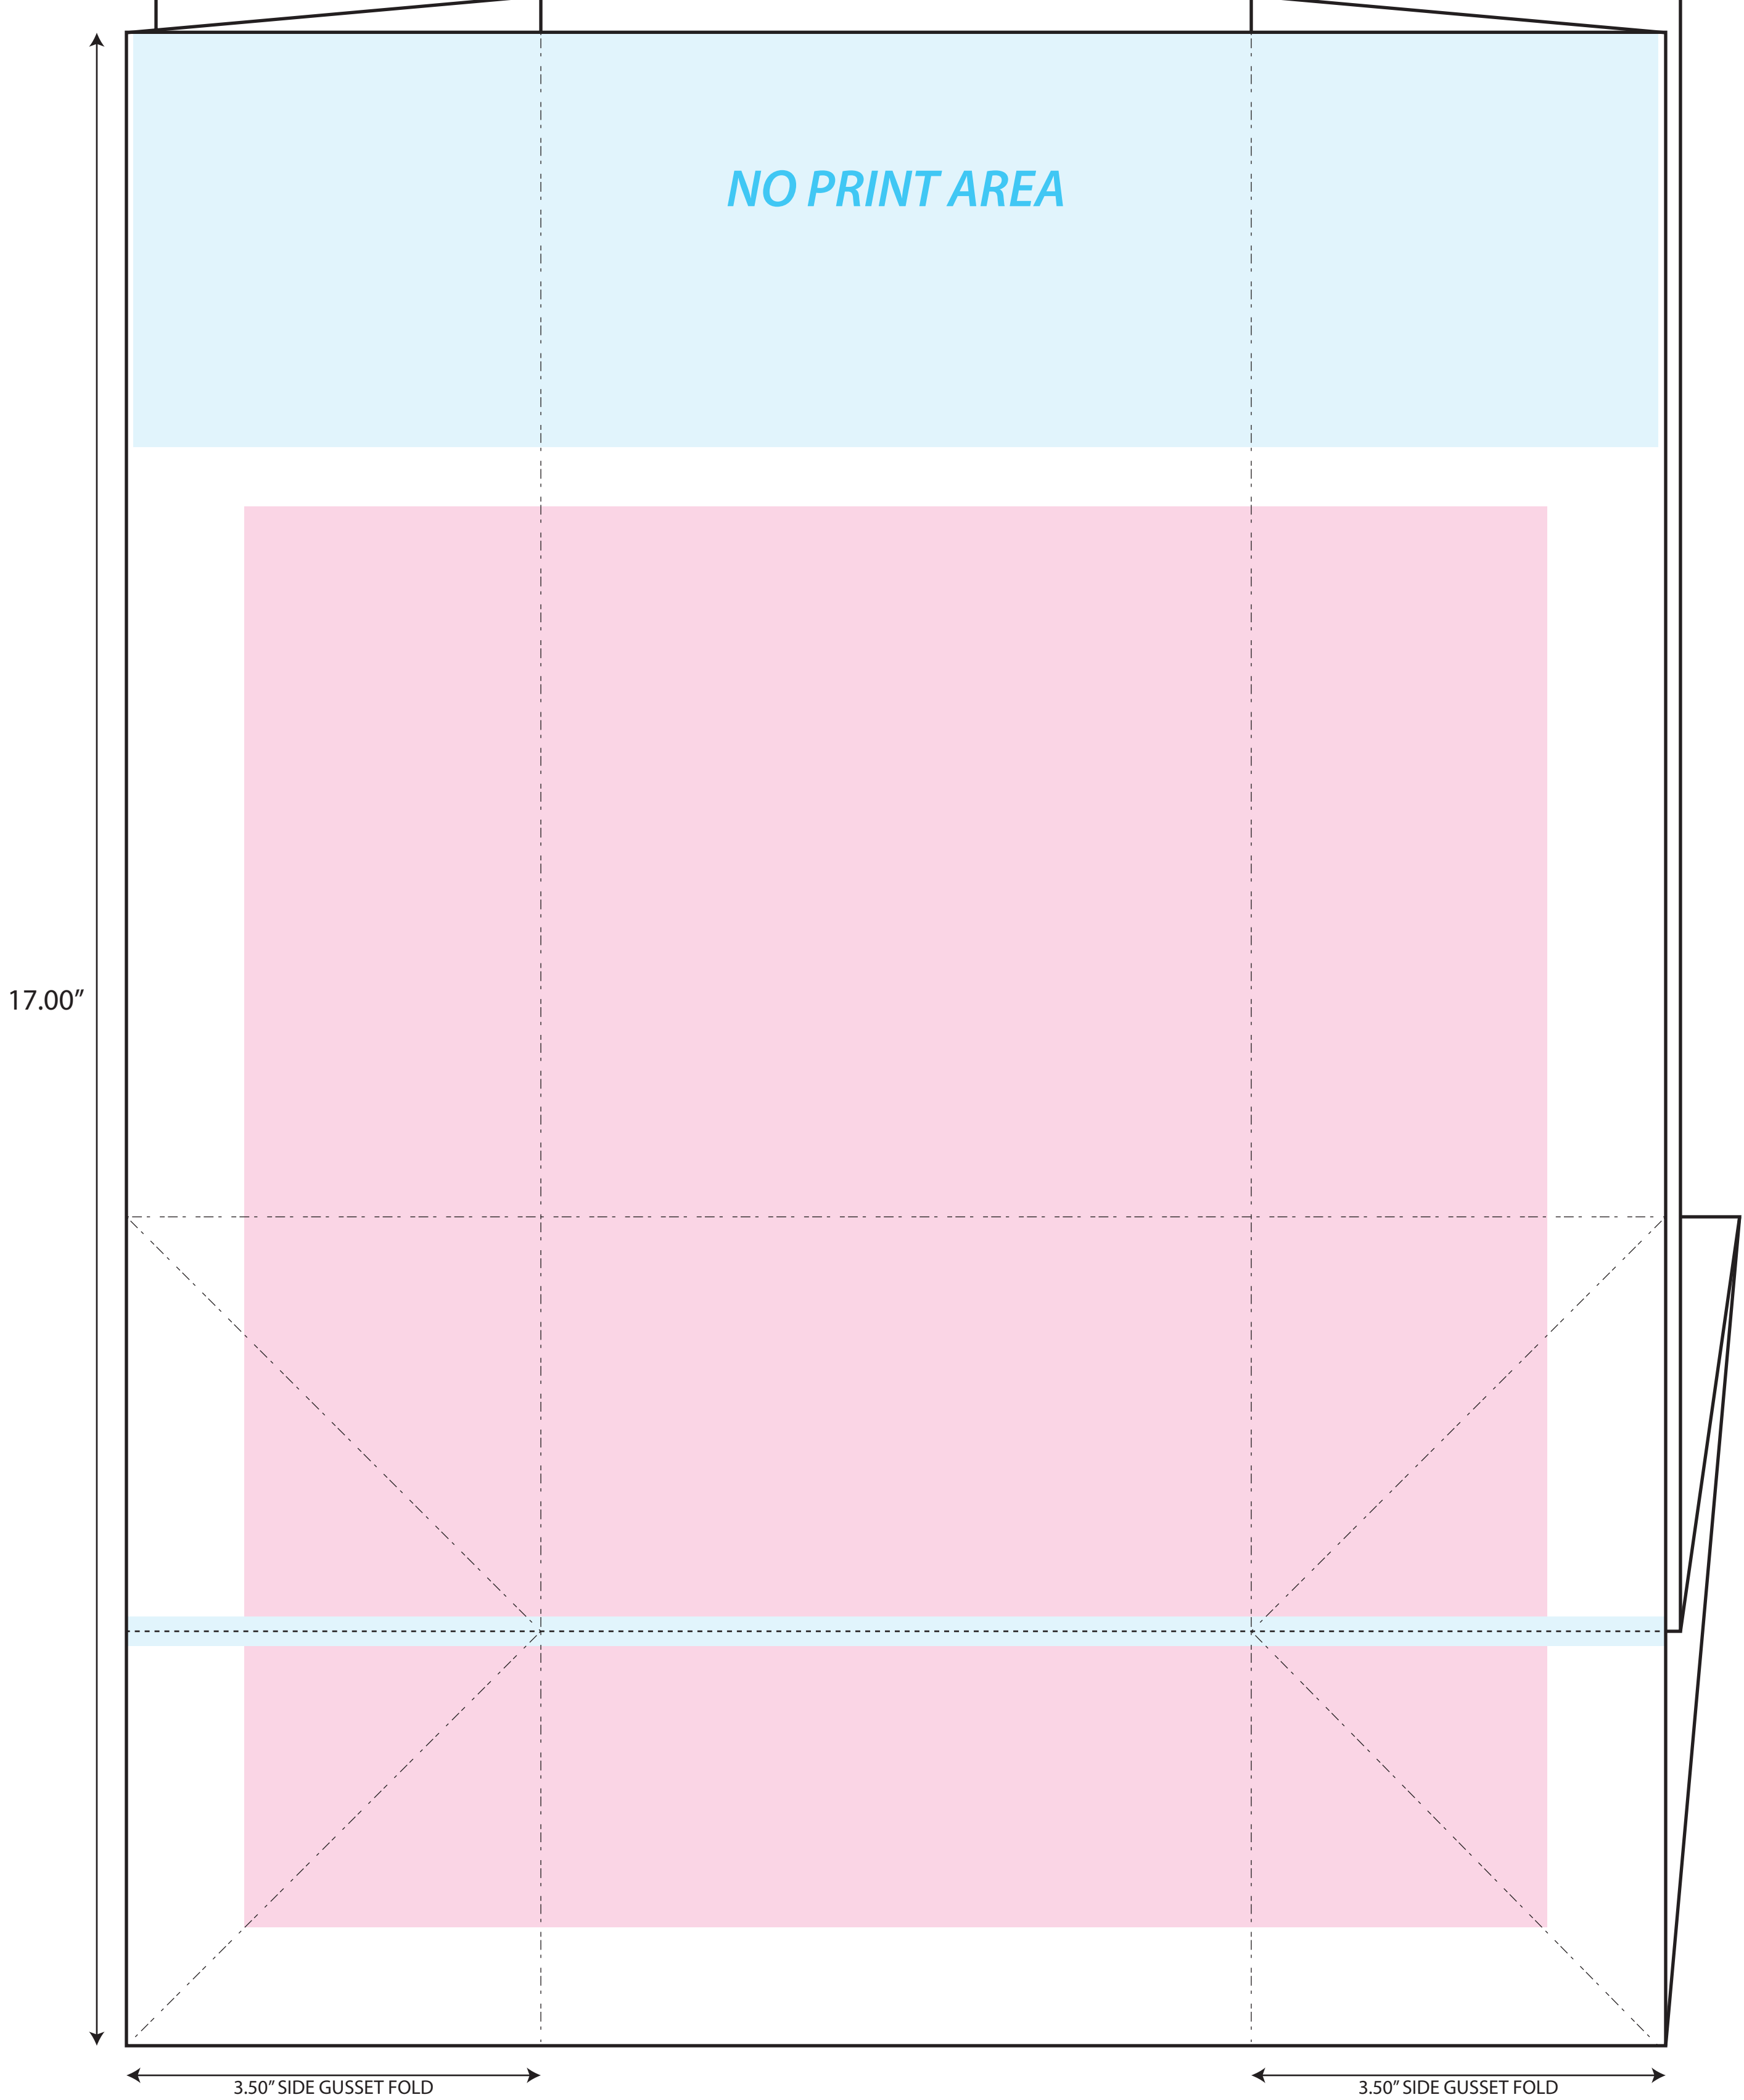 NO PRINT AREA
17.00″
3.50″ SIDE GUSSET FOLD
3.50″ SIDE GUSSET FOLD